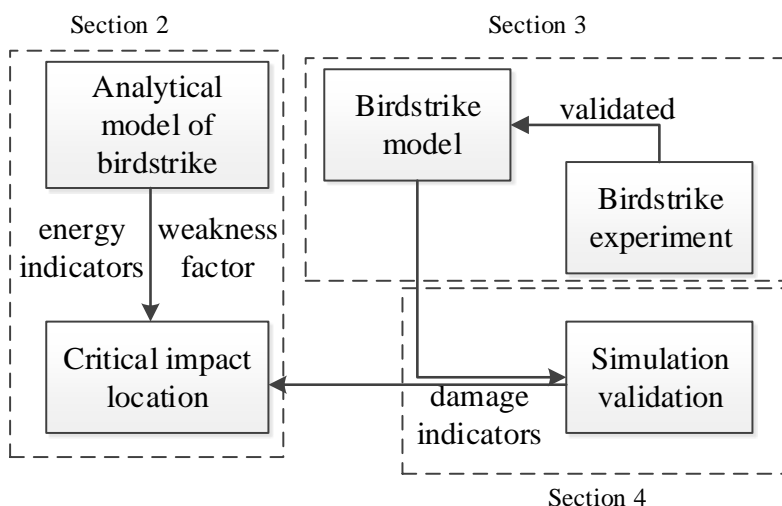 Section 2
Analytical
model of
birdstrike
energy
indicators
weakness
factor
Critical impact
location
Section 3
Birdstrike
model
validated
Birdstrike
experiment
Simulation
validation
damage
indicators
Section 4